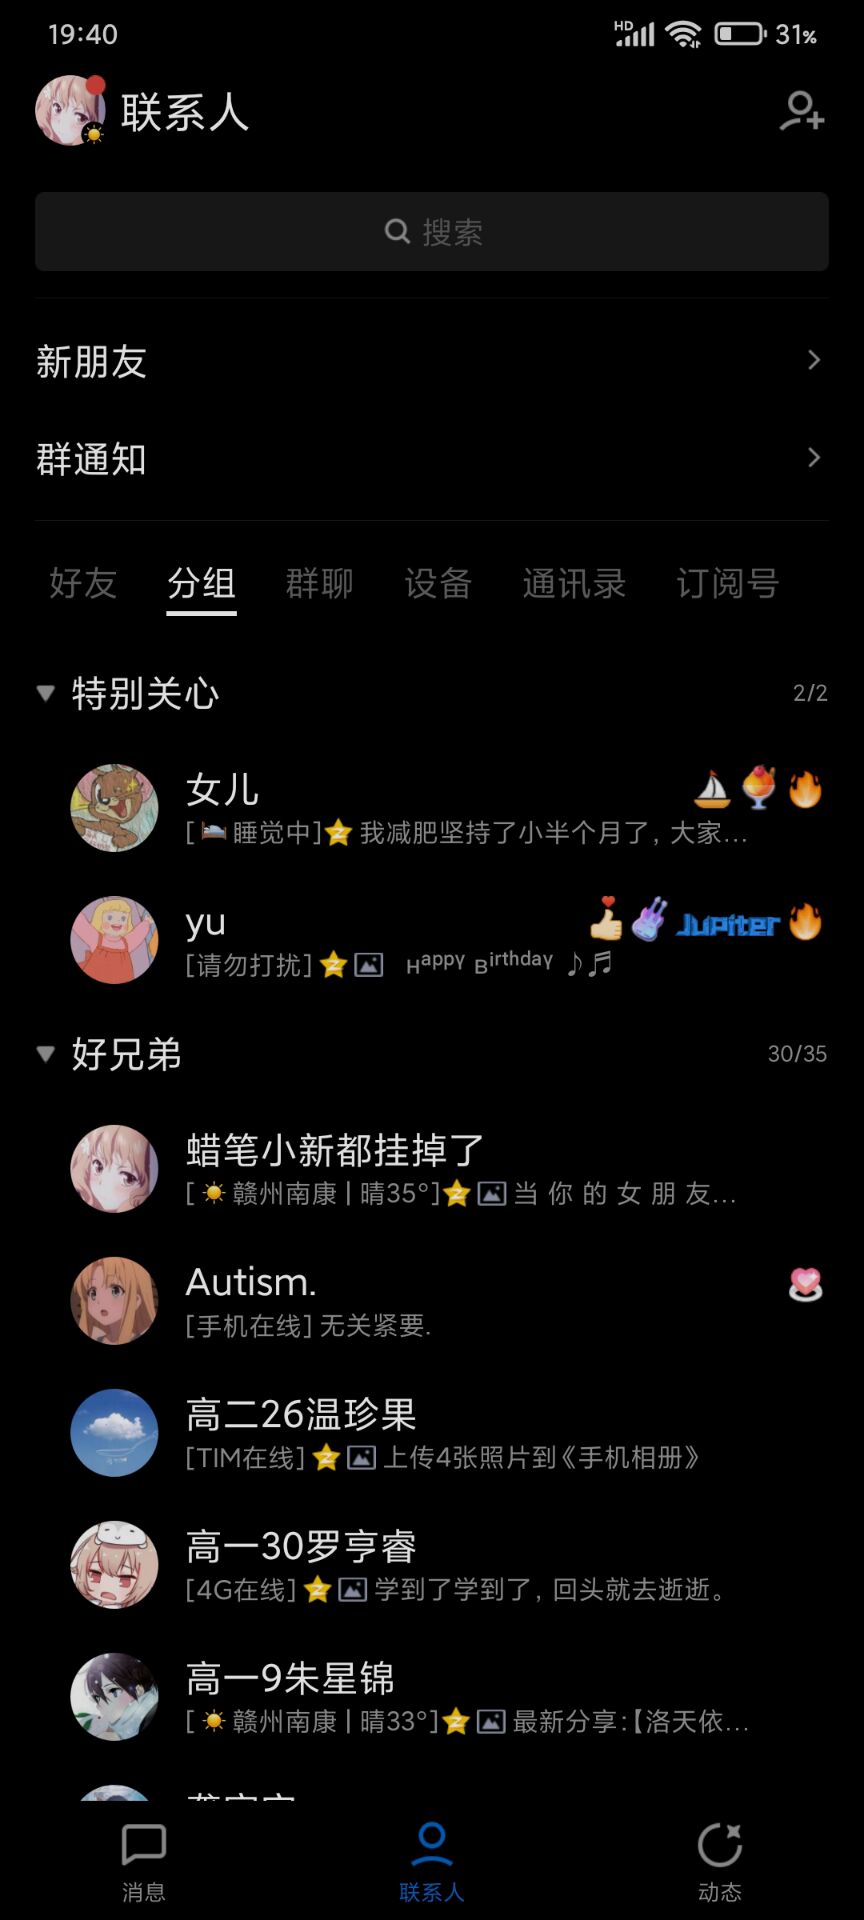 19:40
HD
31%
联系人
搜索
新朋友
群通知
好友 分组 群聊 设备 通讯录 订阅号
特别关心 2/2
女儿
[睡觉中] 我减肥坚持了小半个月了, 大家...
yu Jupiter
[请勿打扰] Happy Birthday ♪♬
好兄弟 30/35
蜡笔小新都挂掉了
[赣州南康 | 晴35°] 当 你 的 女 朋 友...
Autism.
[手机在线] 无关紧要.
高二26温珍果
[TIM在线] 上传4张照片到《手机相册》
高一30罗亨睿
[4G在线] 学到了学到了, 回头就去逝逝。
高一9朱星锦
[赣州南康 | 晴33°] 最新分享:【洛天依...
消息 联系人 动态